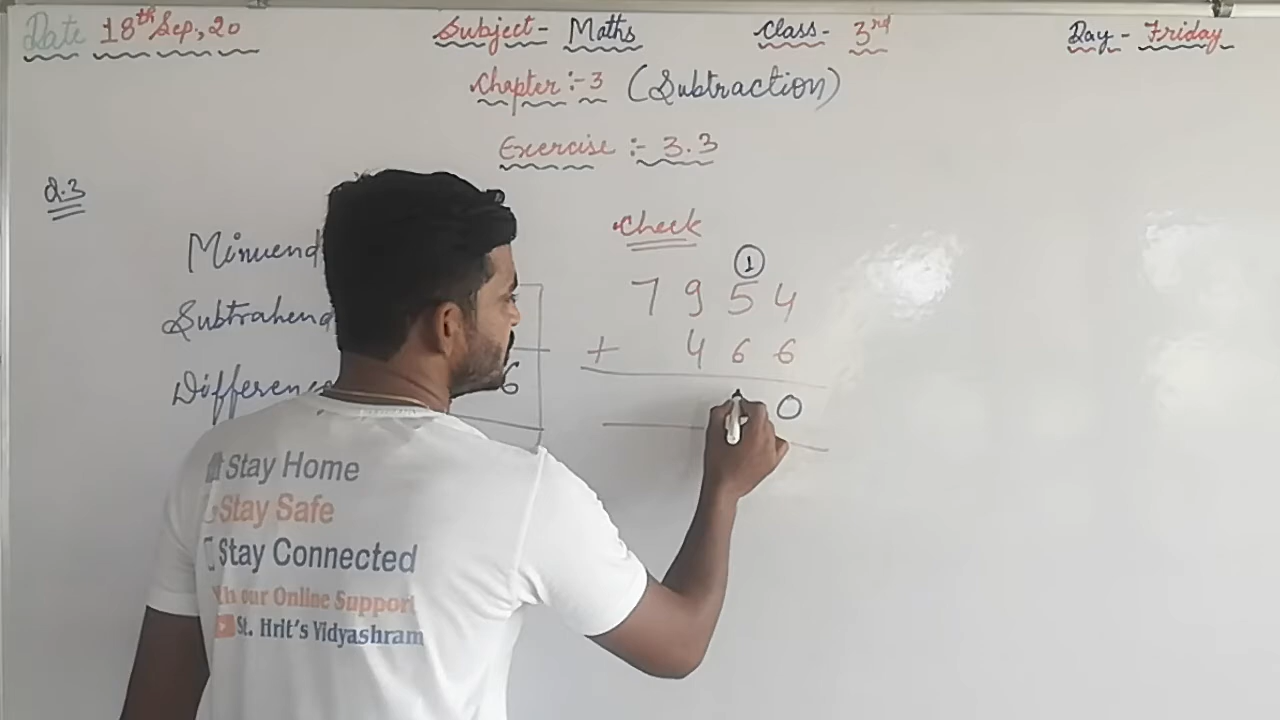 Date 18th Sep, 20 Subject- Maths Class- 3rd Day - Friday
Chapter :- 3 (Subtraction)
Exercise :- 3.3
Q.3
Minuend
Subtrahend
Difference
6
Check
1
7 9 5 4
+ 4 6 6
0
Stay Home
Stay Safe
Stay Connected
our Online Support
St. Hrit's Vidyashram